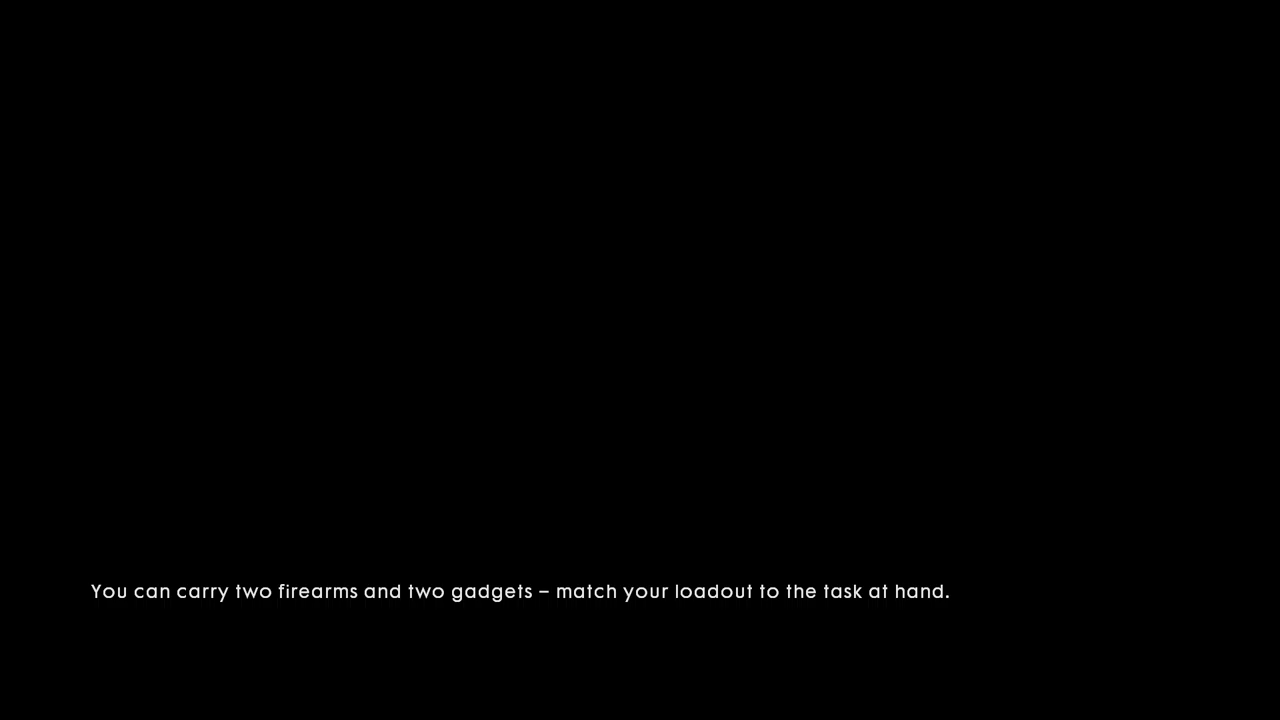 You can carry two firearms and two gadgets – match your loadout to the task at hand.